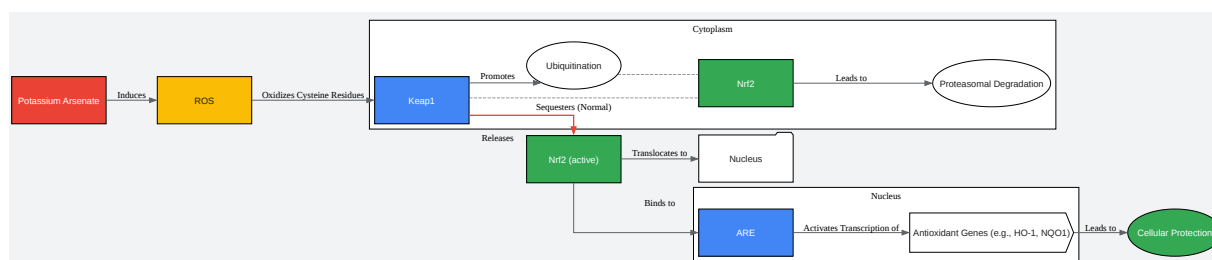 Cytoplasm
Potassium Arsenate
Induces
ROS
Oxidizes Cysteine Residues
Keap1
Promotes
Ubiquitination
Nrf2
Leads to
Proteasomal Degradation
Sequesters (Normal)
Releases
Nrf2 (active)
Translocates to
Nucleus
Binds to
Nucleus
ARE
Activates Transcription of
Antioxidant Genes (e.g., HO-1, NQO1)
Leads to
Cellular Protection